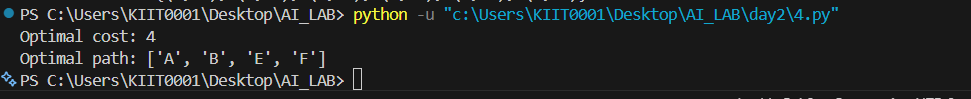 PS C:\Users\KIIT0001\Desktop\AI_LAB> python -u "c:\Users\KIIT0001\Desktop\AI_LAB\day2\4.py"
Optimal cost: 4
Optimal path: ['A', 'B', 'E', 'F']
PS C:\Users\KIIT0001\Desktop\AI_LAB>